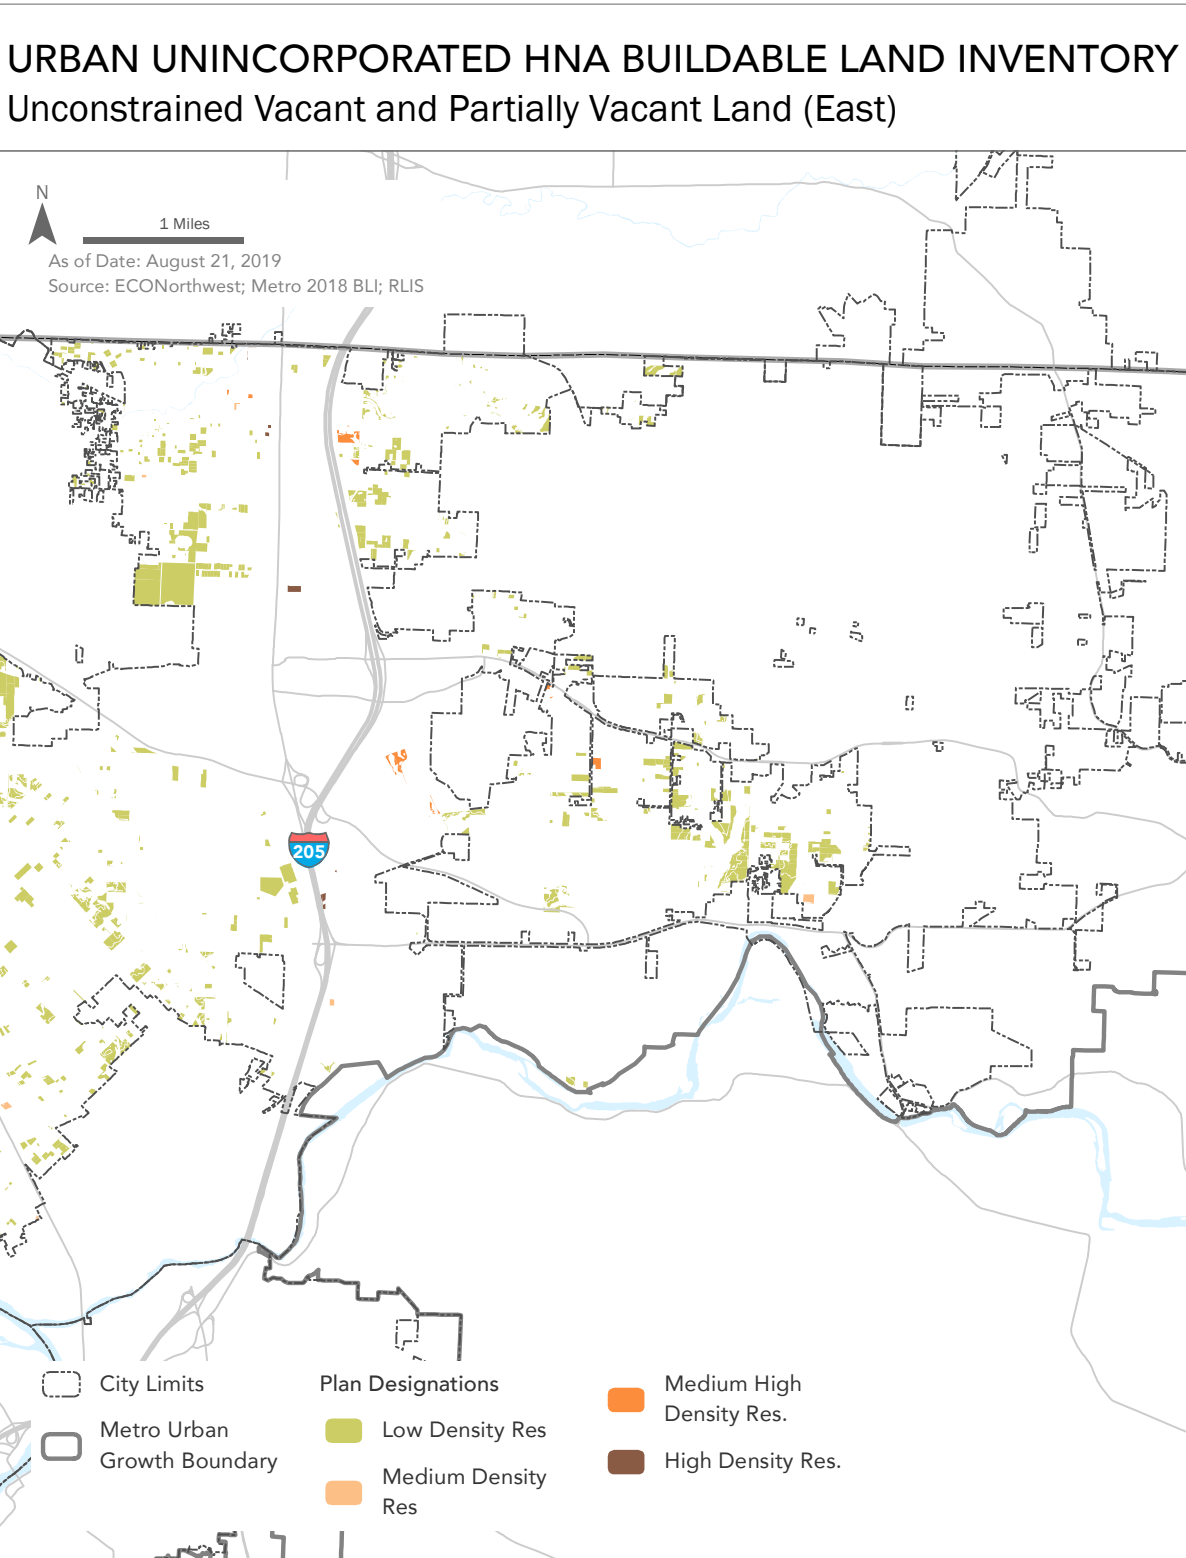 URBAN UNINCORPORATED HNA BUILDABLE LAND INVENTORY
Unconstrained Vacant and Partially Vacant Land (East)
N
1 Miles
As of Date: August 21, 2019
Source: ECONorthwest; Metro 2018 BLI; RLIS
205
City Limits
Metro Urban
Growth Boundary
Plan Designations
Low Density Res
Medium Density
Res
Medium High
Density Res.
High Density Res.